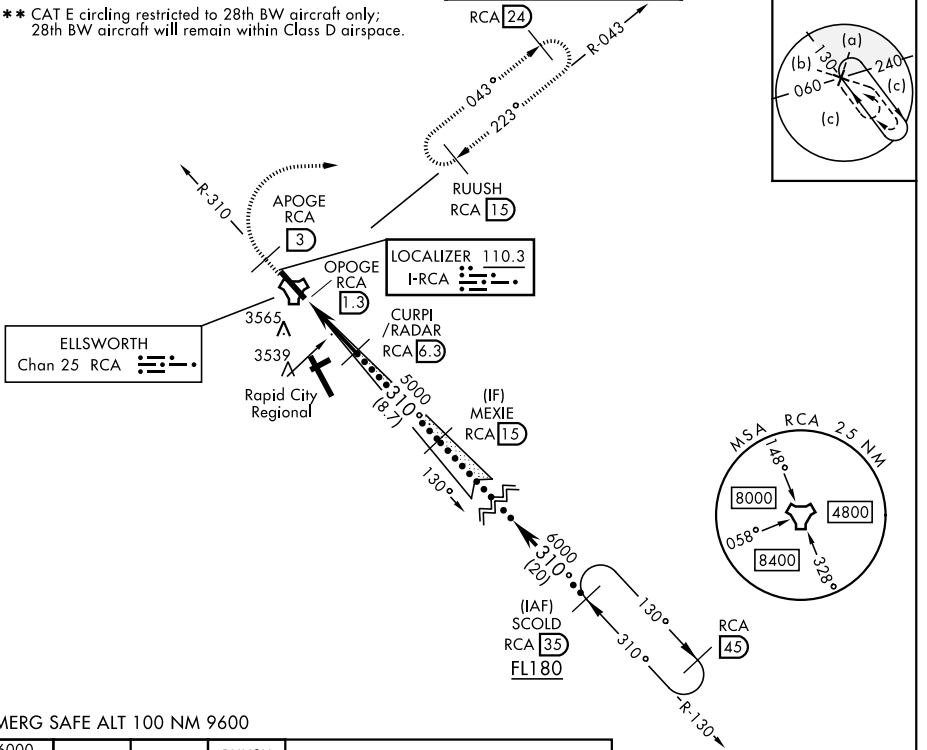 ** CAT E circling restricted to 28th BW aircraft only;
28th BW aircraft will remain within Class D airspace.
RCA 24
R-043
043°
223°
RUUSH
RCA 15
(a)
130
(b)
240
060
(c)
(c)
R-310
APOGE
RCA
3
LOCALIZER 110.3
I-RCA
OPOGE
RCA
1.3
3565
ELLSWORTH
Chan 25 RCA
3539
CURPI
/RADAR
RCA 6.3
Rapid City
Regional
5000
310°
(8.7)
(IF)
MEXIE
RCA 15
130°
MSA RCA 25 NM
148°
8000
4800
058°
8400
328°
6000
310°
(20)
(IAF)
SCOLD
RCA 35
FL180
130°
310°
RCA
45
R-130
MERG SAFE ALT 100 NM 9600